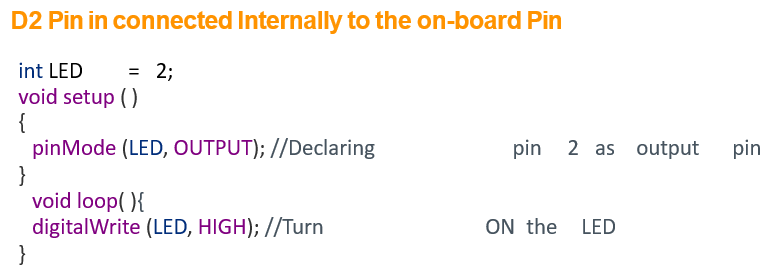 D2 Pin in connected Internally to the on-board Pin
int LED = 2;
void setup ( )
{
pinMode (LED, OUTPUT); //Declaring pin 2 as output pin
}
void loop( ){
digitalWrite (LED, HIGH); //Turn ON the LED
}